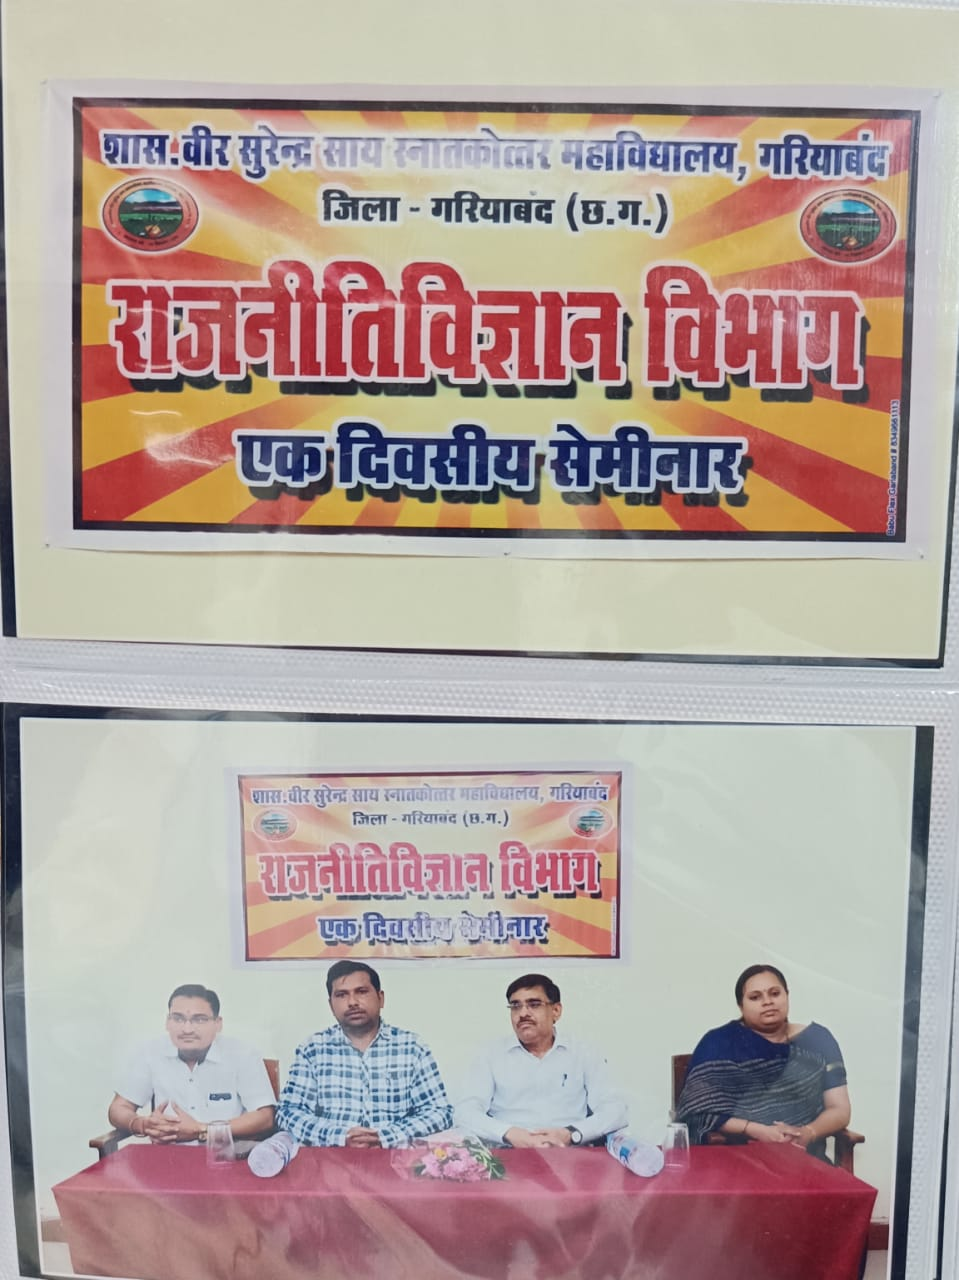 शास.वीर सुरेन्द्र साय स्नातकोत्तर महाविद्यालय, गरियाबंद
जिला - गरियाबंद (छ.ग.)
राजनीतिविज्ञान विभाग
एक दिवसीय सेमीनार
शास.वीर सुरेन्द्र साय स्नातकोत्तर महाविद्यालय, गरियाबंद
जिला - गरियाबंद (छ.ग.)
राजनीतिविज्ञान विभाग
एक दिवसीय सेमीनार